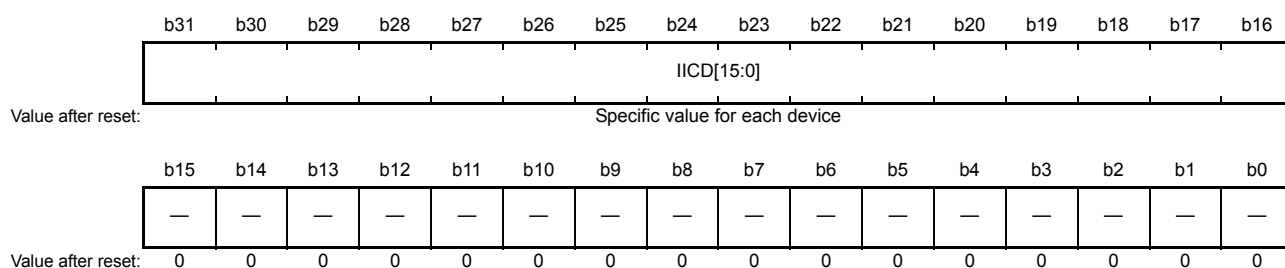 b31 b30 b29 b28 b27 b26 b25 b24 b23 b22 b21 b20 b19 b18 b17 b16
IICD[15:0]
Value after reset: Specific value for each device
b15 b14 b13 b12 b11 b10 b9 b8 b7 b6 b5 b4 b3 b2 b1 b0
— — — — — — — — — — — — — — — —
Value after reset: 0 0 0 0 0 0 0 0 0 0 0 0 0 0 0 0